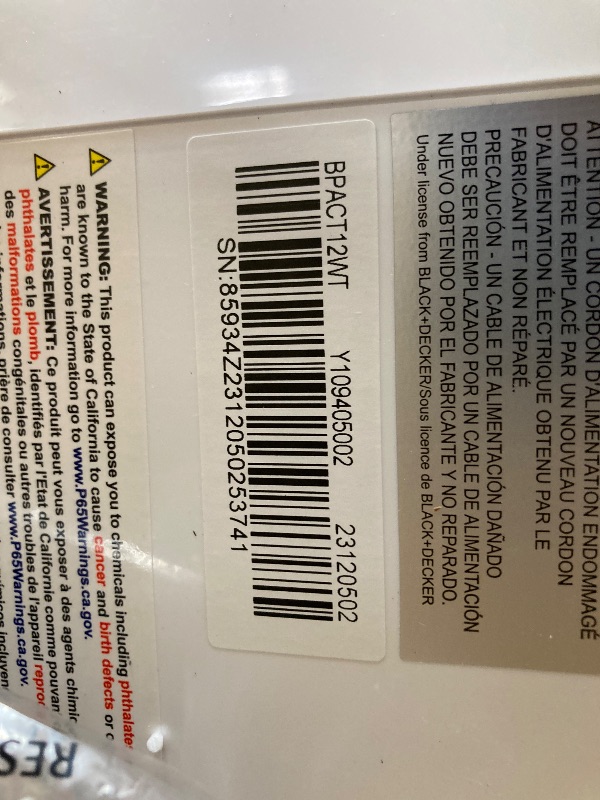 ATTENTION - UN CORDON D'ALIMENTATION ENDOMMAGÉ
DOIT ÊTRE REMPLACÉ PAR UN NOUVEAU CORDON
D'ALIMENTATION ÉLECTRIQUE OBTENU PAR LE
FABRICANT ET NON RÉPARÉ.
PRECAUCIÓN - UN CABLE DE ALIMENTACIÓN DAÑADO
DEBE SER REEMPLAZADO POR UN CABLE DE ALIMENTACIÓN
NUEVO OBTENIDO POR EL FABRICANTE Y NO REPARADO.
Under license from BLACK+DECKER/Sous licence de BLACK+DECKER
BPACT12WT Y109405002 23120502
SN:85934Z2312050253741
WARNING: This product can expose you to chemicals including phthalate
are known to the State of California to cause cancer and birth defects or
harm. For more information go to www.P65Warnings.ca.gov.
AVERTISSEMENT: Ce produit peut vous exposer à des agents chimi
phthalates et le plomb, identifiés par l'Etat de Californie comme pouvan
des malformations congénitales ou autres troubles de l'appareil repro
informations, prière de consulter www.P65Warnings.ca.gov.
RES